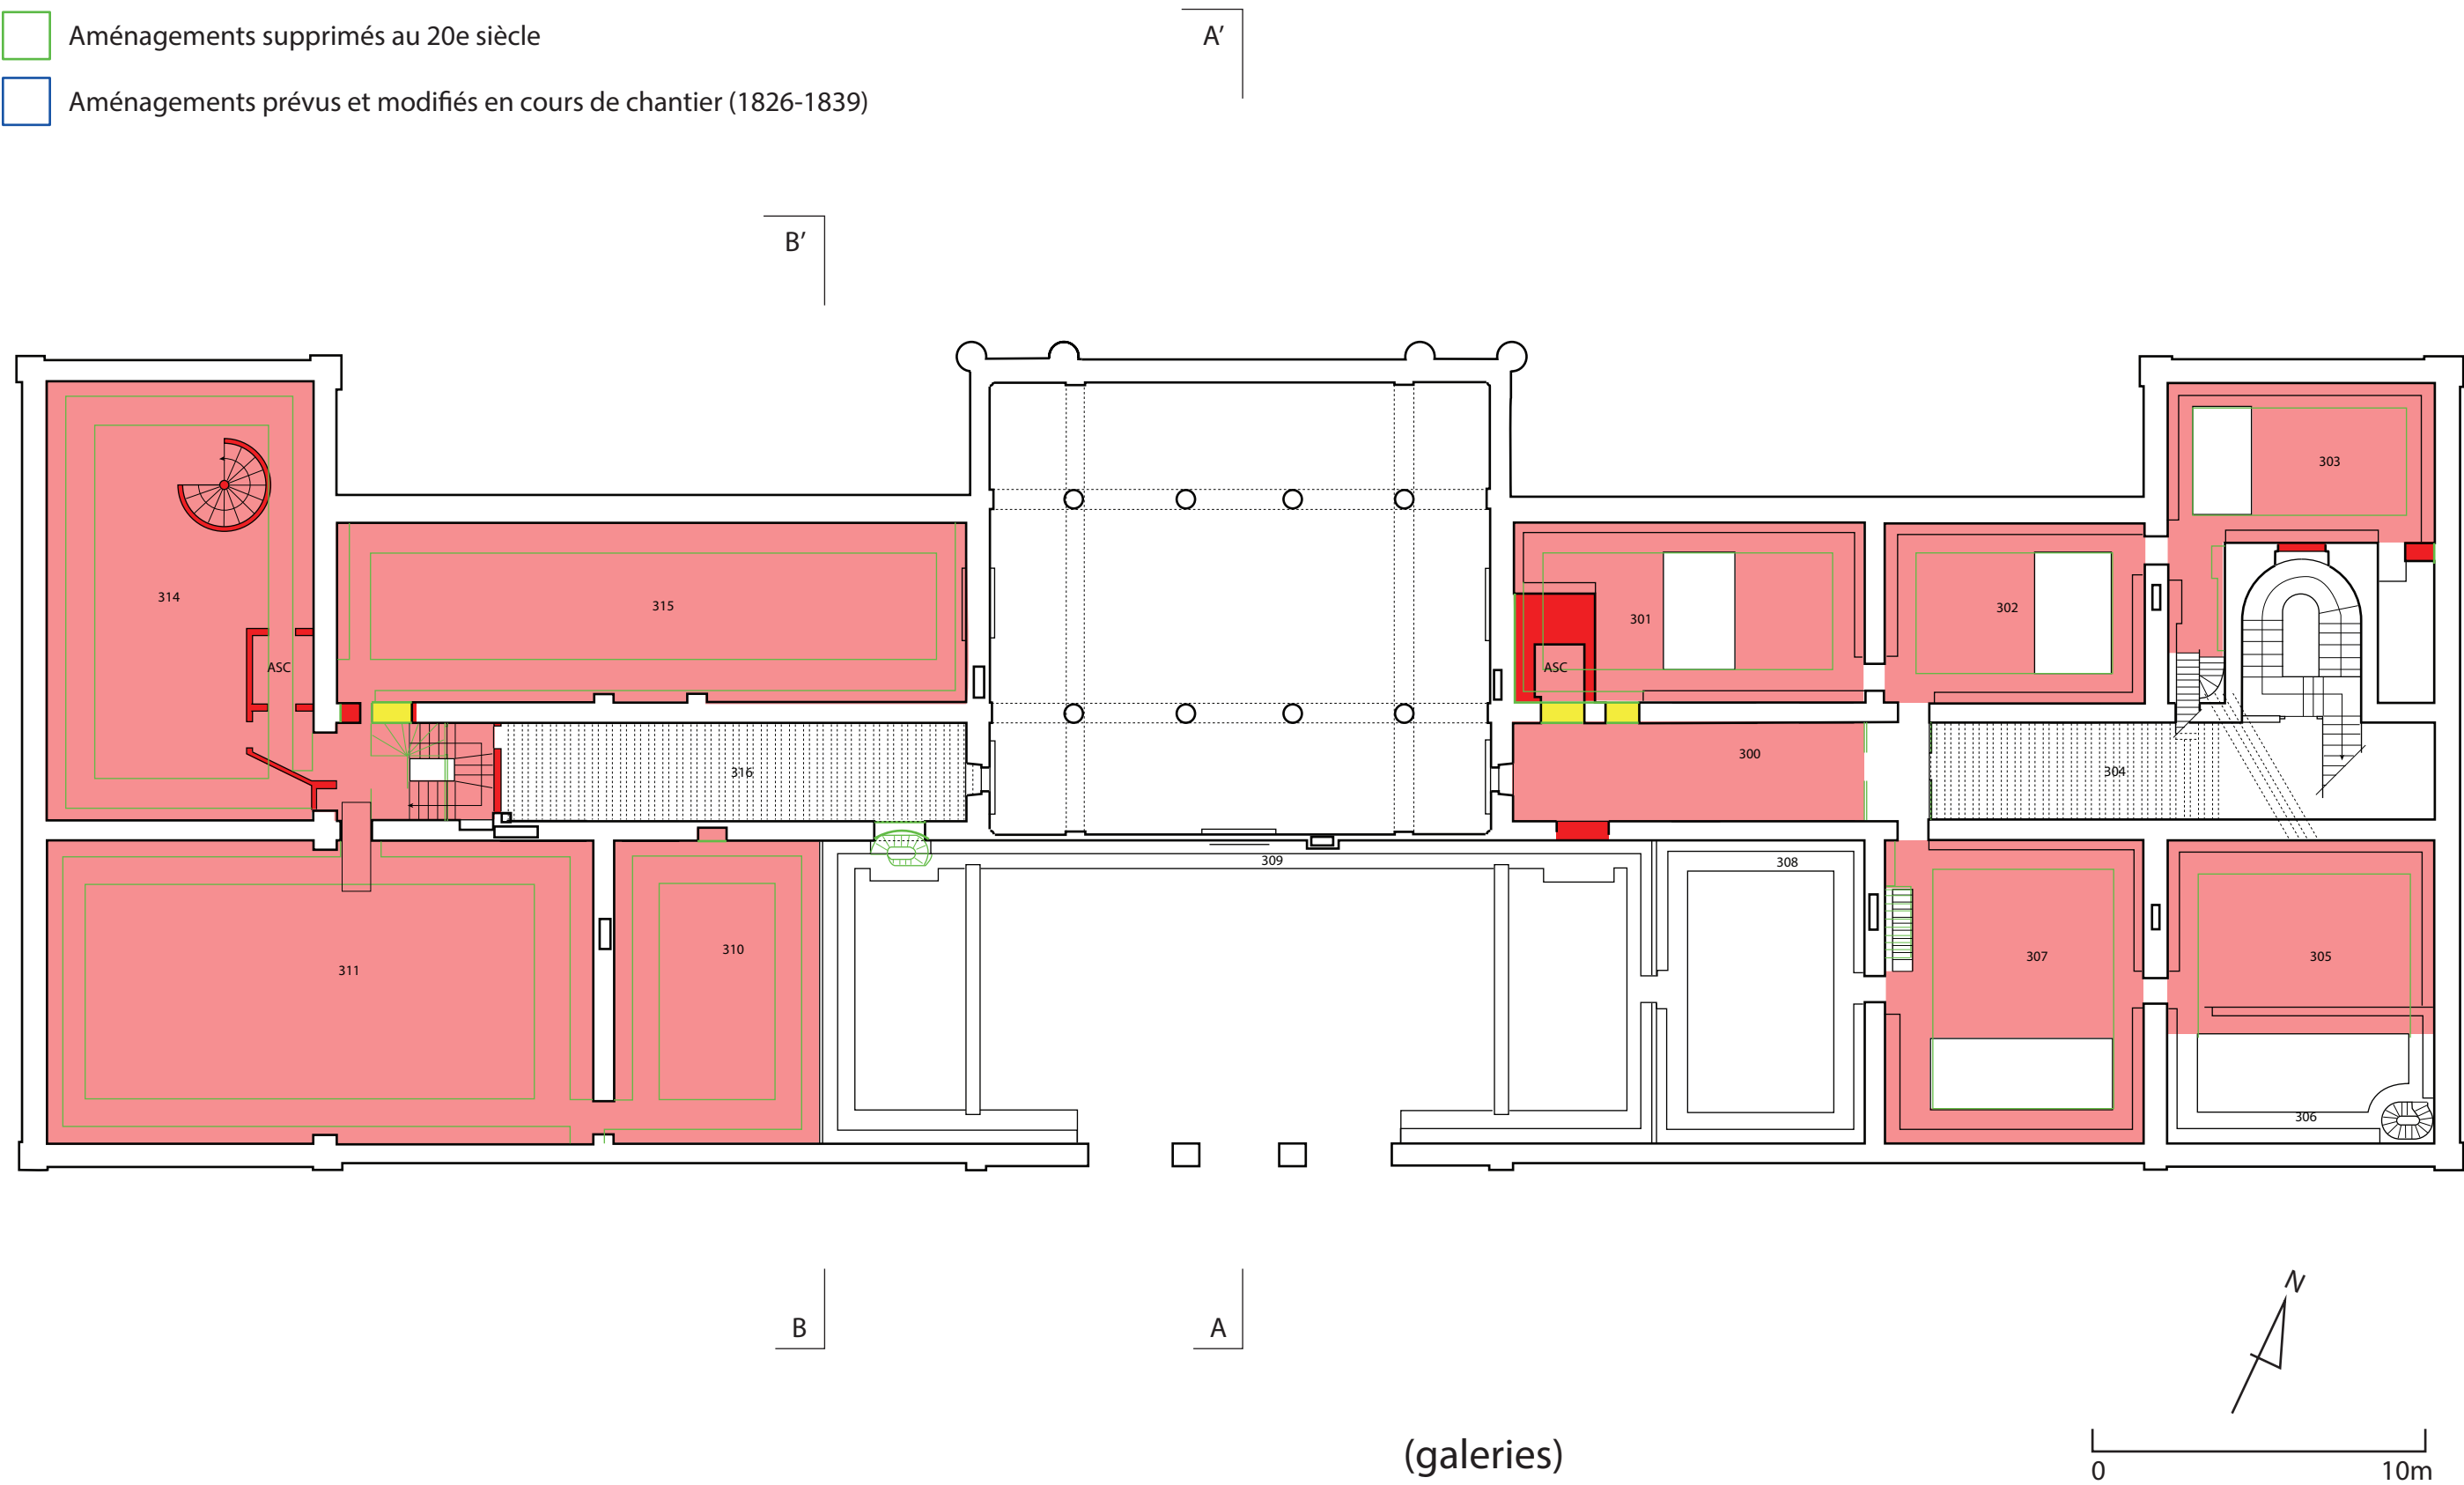 Aménagements supprimés au 20e siècle
A’
Aménagements prévus et modifiés en cours de chantier (1826-1839)
B’
303
314
315
301
302
ASC
ASC
316
300
304
309
308
310
311
307
305
306
B
A
N
(galeries)
0
10m